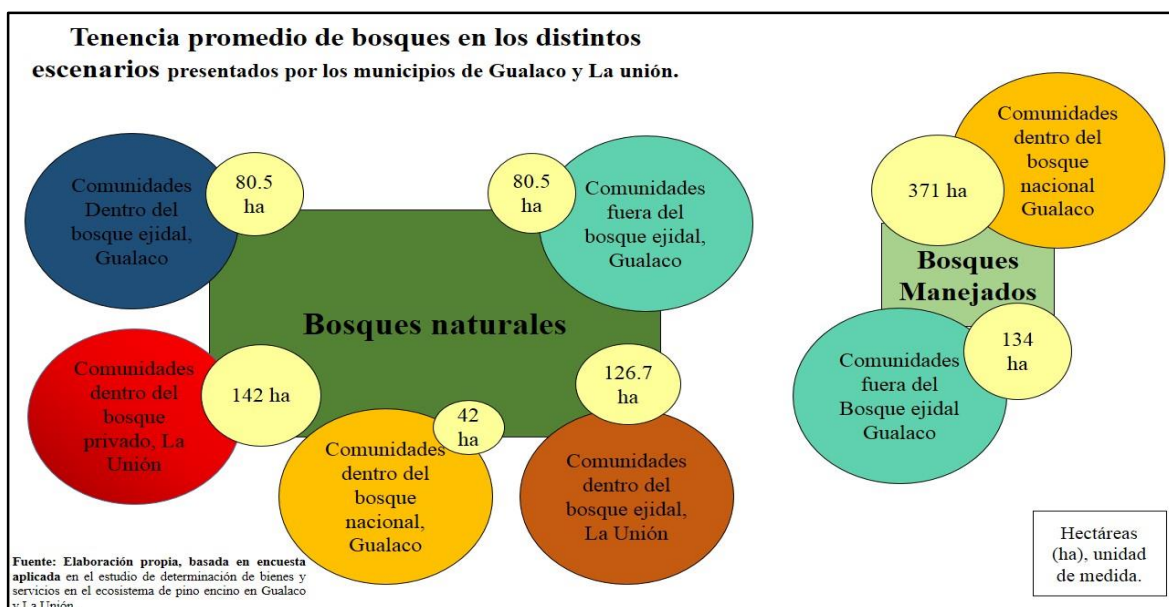 Tenencia promedio de bosques en los distintos
escenarios presentados por los municipios de Gualaco y La unión.
Comunidades
Dentro del
bosque ejidal,
Gualaco
80.5
ha
80.5
ha
Comunidades
fuera del
bosque ejidal,
Gualaco
Bosques naturales
Comunidades
dentro del
bosque
privado, La
Unión
142 ha
42
ha
Comunidades
dentro del
bosque
nacional,
Gualaco
126.7
ha
Comunidades
dentro del
bosque ejidal,
La Unión
371 ha
Comunidades
dentro del
bosque
nacional
Gualaco
Bosques
Manejados
134
ha
Comunidades
fuera del
Bosque ejidal
Gualaco
Fuente: Elaboración propia, basada en encuesta
aplicada en el estudio de determinación de bienes y
servicios en el ecosistema de pino encino en Gualaco
y La Unión
Hectáreas
(ha), unidad
de medida.